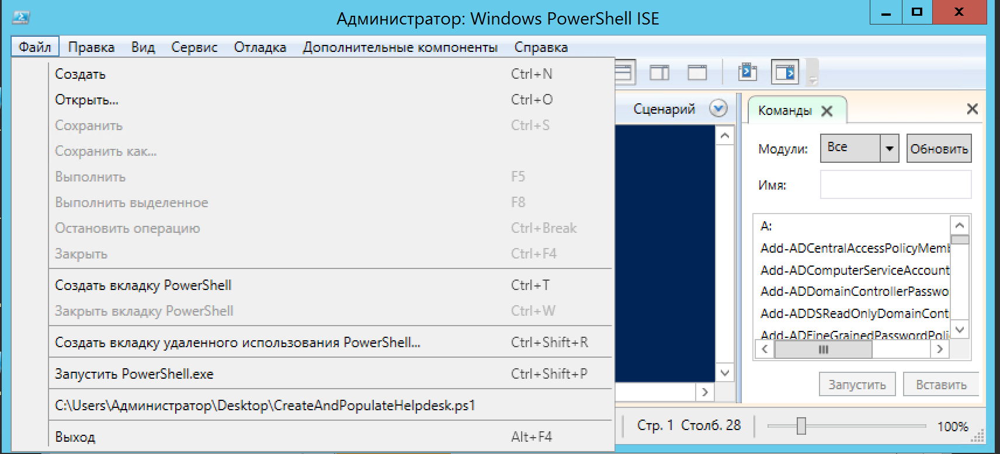 Администратор: Windows PowerShell ISE
Файл Правка Вид Сервис Отладка Дополнительные компоненты Справка
Создать Ctrl+N
Открыть... Ctrl+O
Сохранить Ctrl+S
Сохранить как...
Выполнить F5
Выполнить выделенное F8
Остановить операцию Ctrl+Break
Закрыть Ctrl+F4
Создать вкладку PowerShell Ctrl+T
Закрыть вкладку PowerShell Ctrl+W
Создать вкладку удаленного использования PowerShell... Ctrl+Shift+R
Запустить PowerShell.exe Ctrl+Shift+P
C:\Users\Администратор\Desktop\CreateAndPopulateHelpdesk.ps1
Выход Alt+F4
Сценарий
Команды
Модули: Все Обновить
Имя:
A:
Add-ADCentralAccessPolicyMem
Add-ADComputerServiceAccount
Add-ADDomainControllerPasswo
Add-ADDSReadOnlyDomainCont
Add-ADFineGrainedPasswordPoli
Запустить Вставить
Стр. 1 Столб. 28 100%